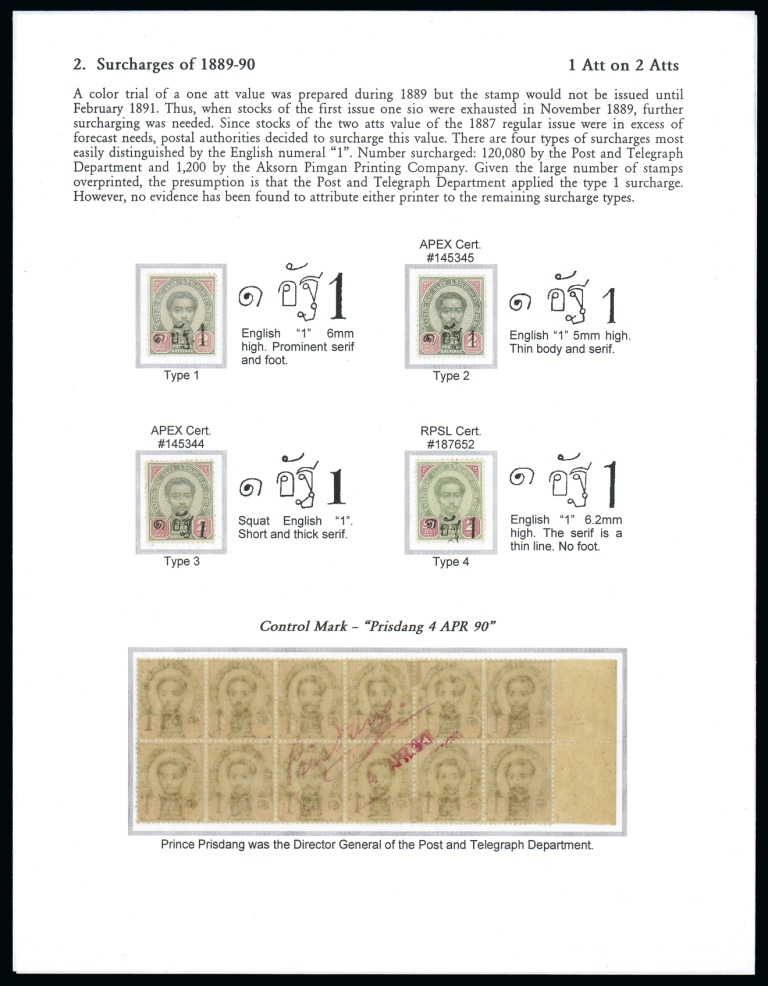 2. Surcharges of 1889-90 1 Att on 2 Atts
A color trial of a one att value was prepared during 1889 but the stamp would not be issued until
February 1891. Thus, when stocks of the first issue one sio were exhausted in November 1889, further
surcharging was needed. Since stocks of the two atts value of the 1887 regular issue were in excess of
forecast needs, postal authorities decided to surcharge this value. There are four types of surcharges most
easily distinguished by the English numeral “1”. Number surcharged: 120,080 by the Post and Telegraph
Department and 1,200 by the Aksorn Pimgan Printing Company. Given the large number of stamps
overprinted, the presumption is that the Post and Telegraph Department applied the type 1 surcharge.
However, no evidence has been found to attribute either printer to the remaining surcharge types.
๑ อัฐ 1
English “1” 6mm
high. Prominent serif
and foot.
Type 1
APEX Cert.
#145345
๑ อัฐ 1
English “1” 5mm high.
Thin body and serif.
Type 2
APEX Cert.
#145344
๑ อัฐ 1
Squat English “1”.
Short and thick serif.
Type 3
RPSL Cert.
#187652
๑ อัฐ 1
English “1” 6.2mm
high. The serif is a
thin line. No foot.
Type 4
Control Mark – “Prisdang 4 APR 90”
Prisdang
4 APR 90
Prince Prisdang was the Director General of the Post and Telegraph Department.